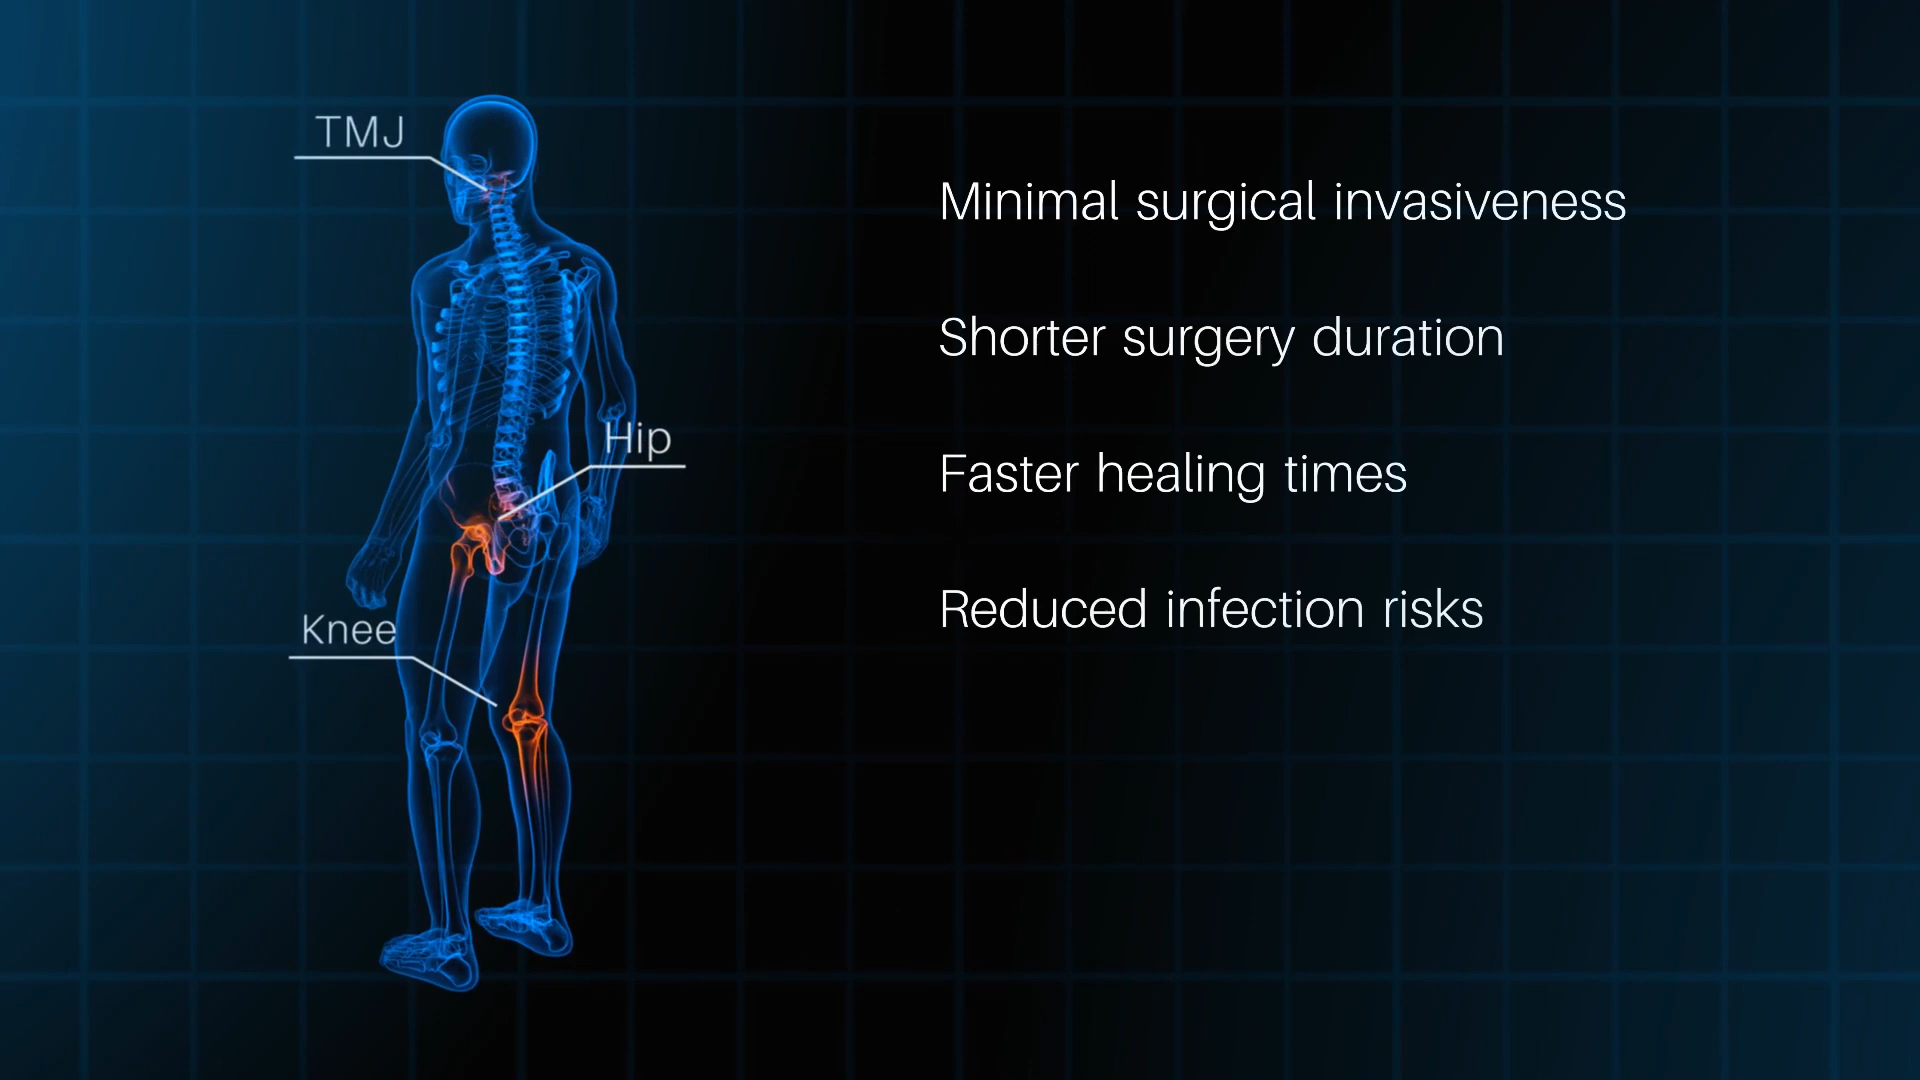 TMJ
Hip
Knee
Minimal surgical invasiveness
Shorter surgery duration
Faster healing times
Reduced infection risks